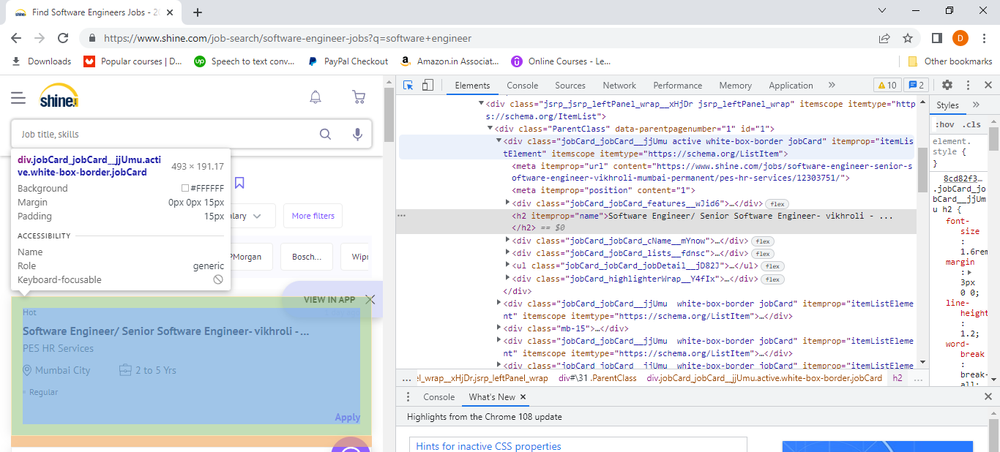 Find Software Engineers Jobs - 20
https://www.shine.com/job-search/software-engineer-jobs?q=software+engineer
D
Downloads
Popular courses | D...
Speech to text conv...
PayPal Checkout
Amazon.in Associat...
Online Courses - Le...
Other bookmarks
shine
Job title, skills
div.jobCard_jobCard__jjUmu.acti
ve.white-box-border.jobCard
493 × 191.17
Background #FFFFFF
Margin 0px 0px 15px
Padding 15px
ACCESSIBILITY
Name
Role generic
Keyboard-focusable
alary
More filters
PMorgan
Bosch...
Wipr
VIEW IN APP
Hot
Software Engineer/ Senior Software Engineer- vikhroli - ...
PES HR Services
Mumbai City
2 to 5 Yrs
Regular
Apply
Elements Console Sources Network Performance Memory Application » 10 2
<div class="jsrp_jsrp_leftPanel_wrap__xHjDr jsrp_leftPanel_wrap" itemscope itemtype="http
s://schema.org/ItemList">
<div class="ParentClass" data-parentpagenumber="1" id="1">
<div class="jobCard_jobCard__jjUmu active white-box-border jobCard" itemprop="itemLis
tElement" itemscope itemtype="https://schema.org/ListItem">
<meta itemprop="url" content="https://www.shine.com/jobs/software-engineer-senior-s
oftware-engineer-vikhroli-mumbai-permanent/pes-hr-services/12303751/">
<meta itemprop="position" content="1">
<div class="jobCard_jobCard_features__wJid6">…</div> flex
<h2 itemprop="name">Software Engineer/ Senior Software Engineer- vikhroli - ...
</h2> == $0
<div class="jobCard_jobCard_cName__mYnow">…</div> flex
<div class="jobCard_jobCard_lists__fdnsc">…</div> flex
<ul class="jobCard_jobCard_jobDetail__jD82J">…</ul> flex
<div class="jobCard_highlighterWrap__Y4fIx">…</div> flex
</div>
<div class="jobCard_jobCard__jjUmu  white-box-border jobCard" itemprop="itemListEleme
nt" itemscope itemtype="https://schema.org/ListItem">…</div>
<div class="mb-15">…</div>
<div class="jobCard_jobCard__jjUmu  white-box-border jobCard" itemprop="itemListEleme
nt" itemscope itemtype="https://schema.org/ListItem">…</div>
<div class="jobCard_jobCard__jjUmu  white-box-border jobCard" itemprop="itemListEleme
... el_wrap__xHjDr.jsrp_leftPanel_wrap div#\31 .ParentClass div.jobCard_jobCard__jjUmu.active.white-box-border.jobCard h2 ...
Styles »
:hov .cls
element.
style {
}
8cd82f3…
.jobCard_jo
bCard__jjUm
u h2 {
font-
size
:
1.6rem
margin
:
3px
0 0;
line-
height
:
1.2;
word-
break
:
break-
all;
Console What's New
Highlights from the Chrome 108 update
Hints for inactive CSS properties